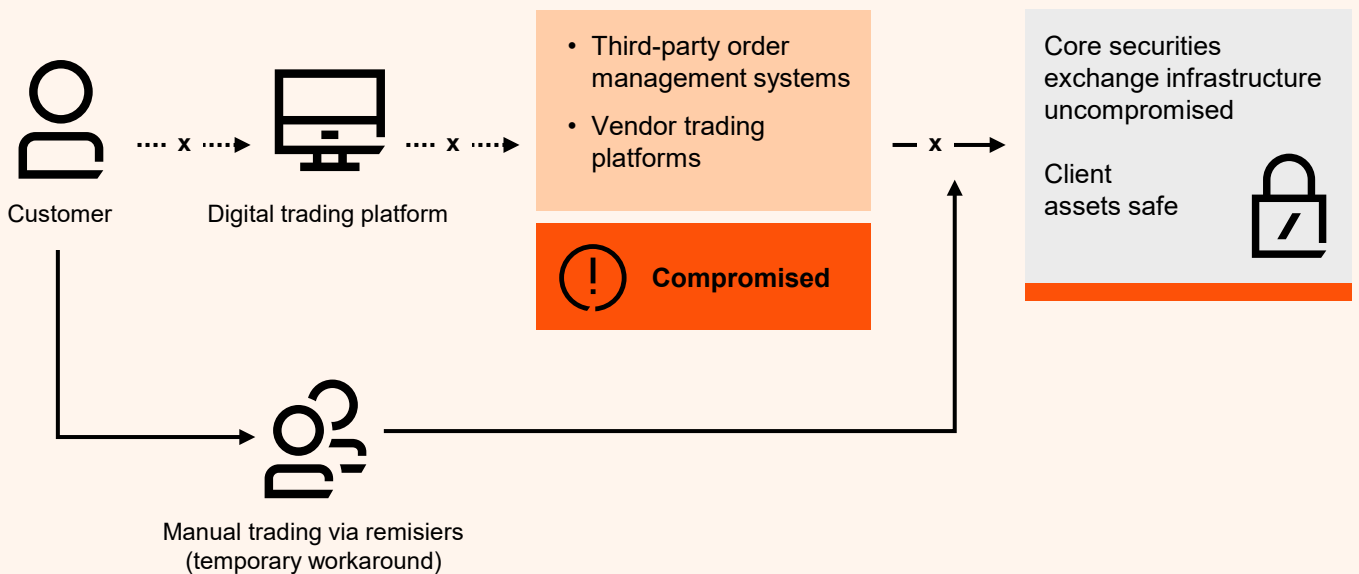 Customer
x
Digital trading platform
x
• Third-party order
management systems
• Vendor trading
platforms
! Compromised
x
Core securities
exchange infrastructure
uncompromised
Client
assets safe
Manual trading via remisiers
(temporary workaround)